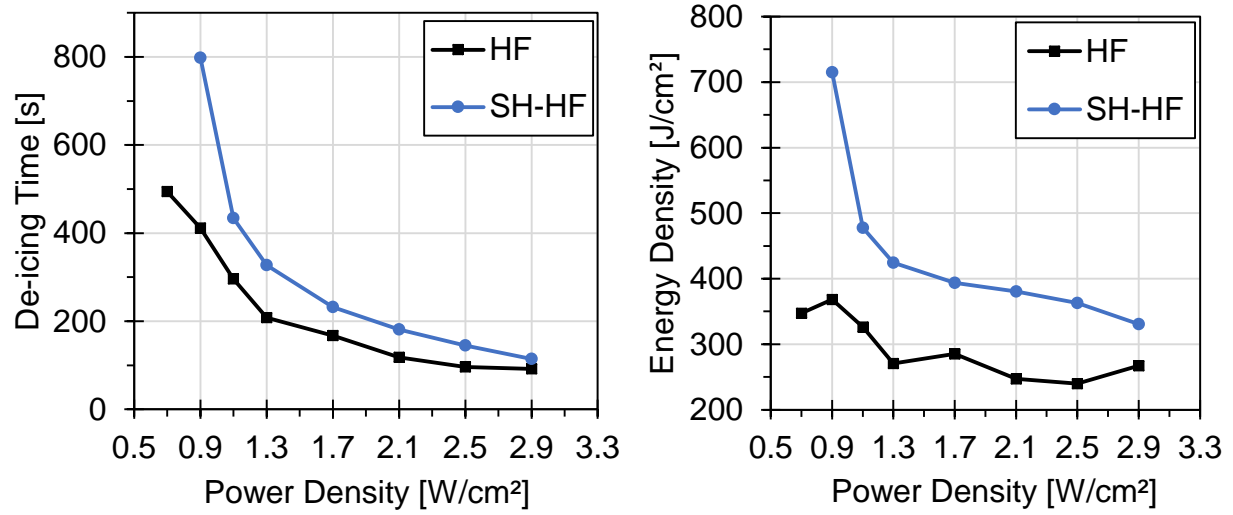 De-icing Time [s]
800
600
400
200
0
HF
SH-HF
0.5 0.9 1.3 1.7 2.1 2.5 2.9 3.3
Power Density [W/cm²]
Energy Density [J/cm²]
800
700
600
500
400
300
200
HF
SH-HF
0.5 0.9 1.3 1.7 2.1 2.5 2.9 3.3
Power Density [W/cm²]